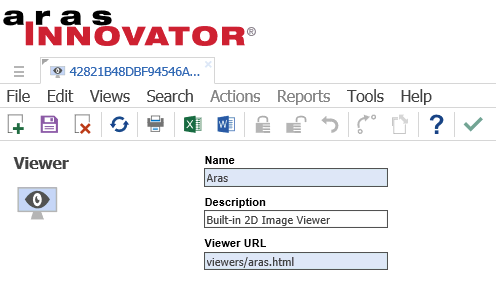 aras
INNOVATOR®
42821B48DBF94546A...
File Edit Views Search Actions Reports Tools Help
Viewer
Name
Aras
Description
Built-in 2D Image Viewer
Viewer URL
viewers/aras.html